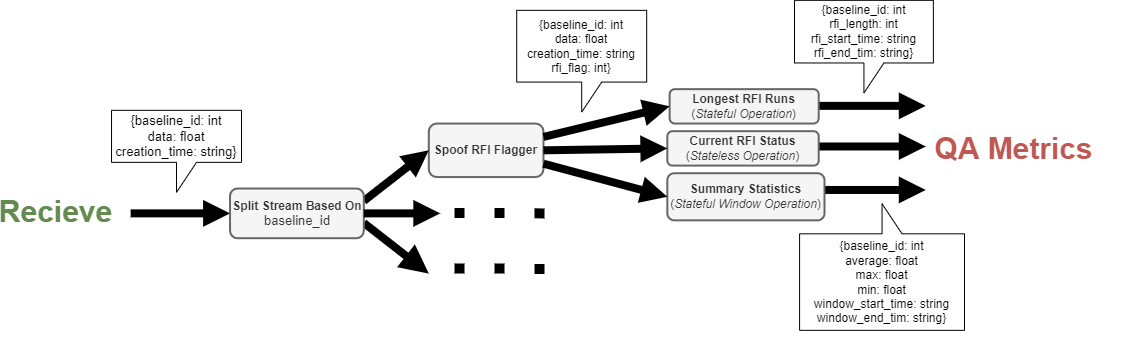 {baseline_id: int
data: float
creation_time: string}
Recieve
Split Stream Based On
baseline_id
{baseline_id: int
data: float
creation_time: string
rfi_flag: int}
Spoof RFI Flagger
{baseline_id: int
rfi_length: int
rfi_start_time: string
rfi_end_tim: string}
Longest RFI Runs
(Stateful Operation)
Current RFI Status
(Stateless Operation)
Summary Statistics
(Stateful Window Operation)
QA Metrics
{baseline_id: int
average: float
max: float
min: float
window_start_time: string
window_end_tim: string}